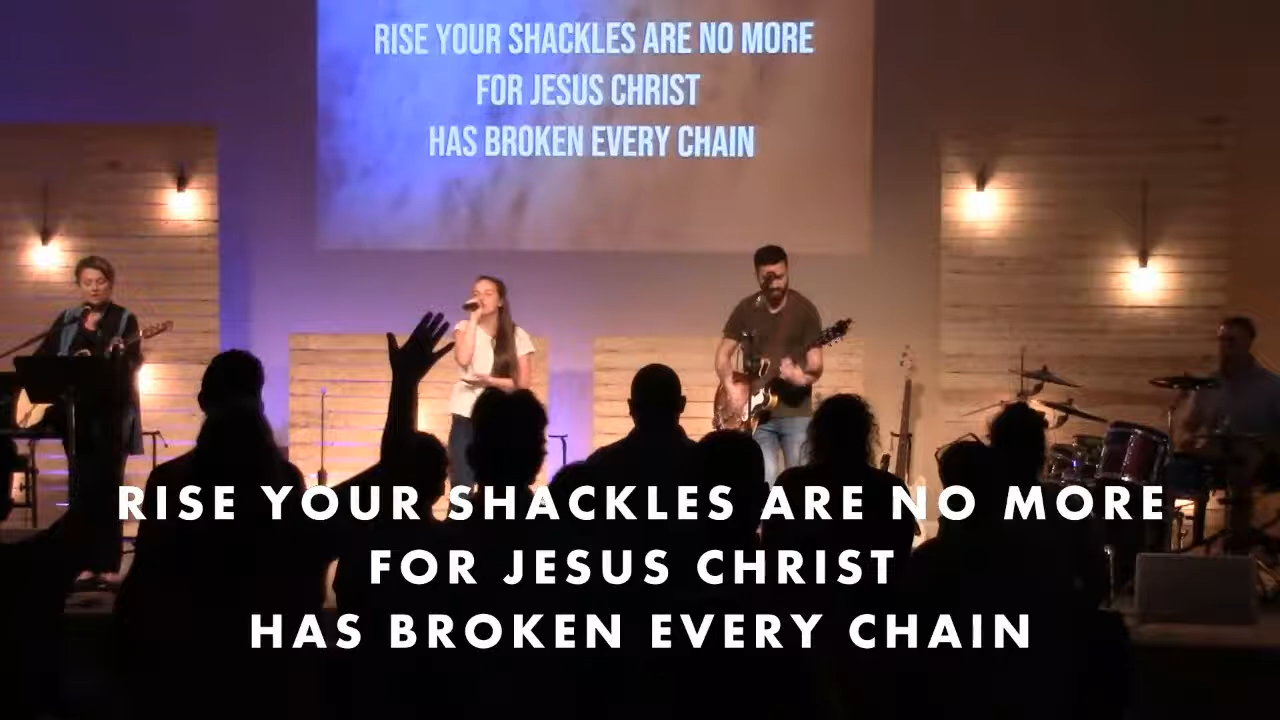 RISE YOUR SHACKLES ARE NO MORE
FOR JESUS CHRIST
HAS BROKEN EVERY CHAIN
RISE YOUR SHACKLES ARE NO MORE
FOR JESUS CHRIST
HAS BROKEN EVERY CHAIN